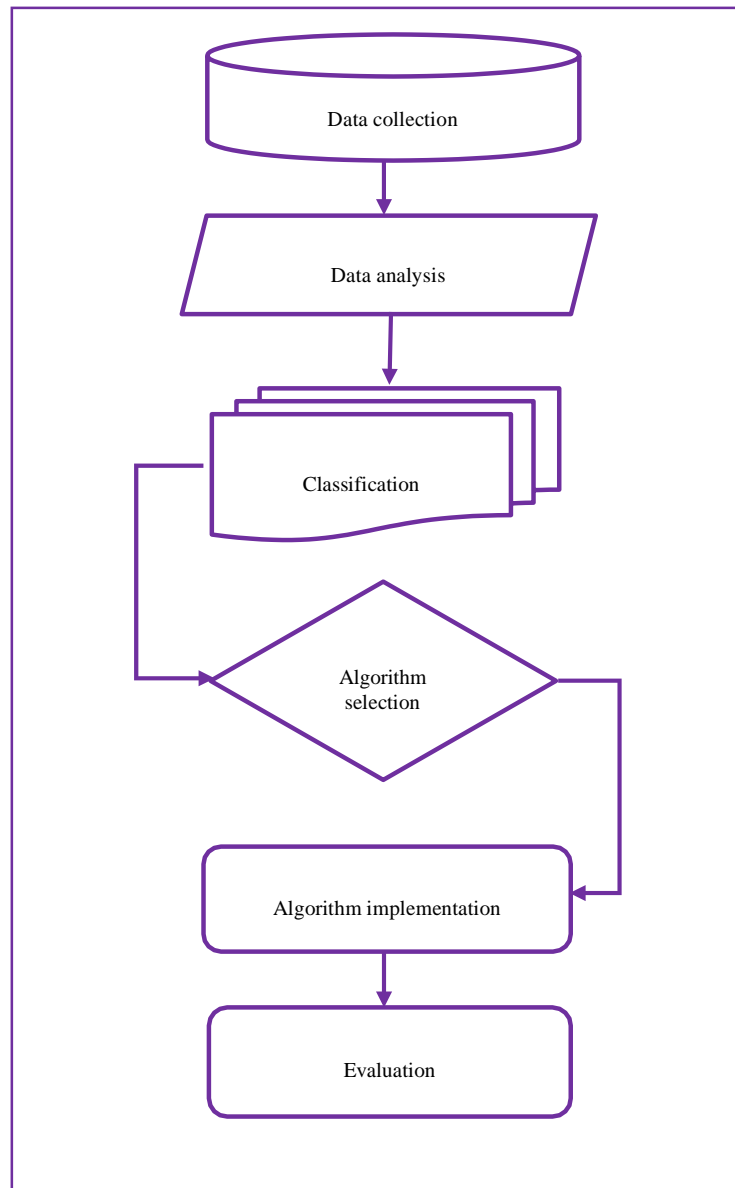 Data collection
Data analysis
Classification
Algorithm
selection
Algorithm implementation
Evaluation